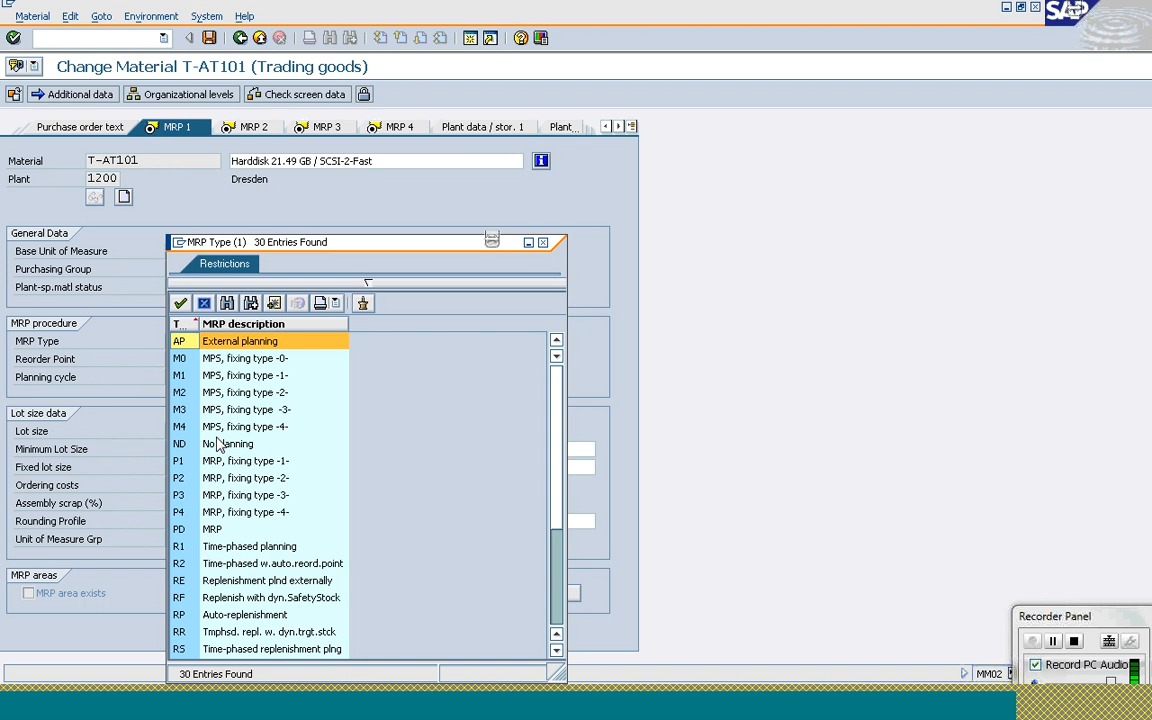 Material Edit Goto Environment System Help
SAP
Change Material T-AT101 (Trading goods)
Additional data Organizational levels Check screen data
Purchase order text MRP 1 MRP 2 MRP 3 MRP 4 Plant data / stor. 1 Plant...
Material T-AT101 Harddisk 21.49 GB / SCSI-2-Fast
Plant 1200 Dresden
General Data
Base Unit of Measure
Purchasing Group
Plant-sp.matl status
MRP procedure
MRP Type
Reorder Point
Planning cycle
Lot size data
Lot size
Minimum Lot Size
Fixed lot size
Ordering costs
Assembly scrap (%)
Rounding Profile
Unit of Measure Grp
MRP areas
MRP area exists
MRP Type (1) 30 Entries Found
Restrictions
T... MRP description
AP External planning
M0 MPS, fixing type -0-
M1 MPS, fixing type -1-
M2 MPS, fixing type -2-
M3 MPS, fixing type -3-
M4 MPS, fixing type -4-
ND No planning
P1 MRP, fixing type -1-
P2 MRP, fixing type -2-
P3 MRP, fixing type -3-
P4 MRP, fixing type -4-
PD MRP
R1 Time-phased planning
R2 Time-phased w.auto.reord.point
RE Replenishment plnd externally
RF Replenish with dyn.SafetyStock
RP Auto-replenishment
RR Tmphsd. repl. w. dyn.trgt.stck
RS Time-phased replenishment plng
30 Entries Found
MM02
Recorder Panel
Record PC Audio